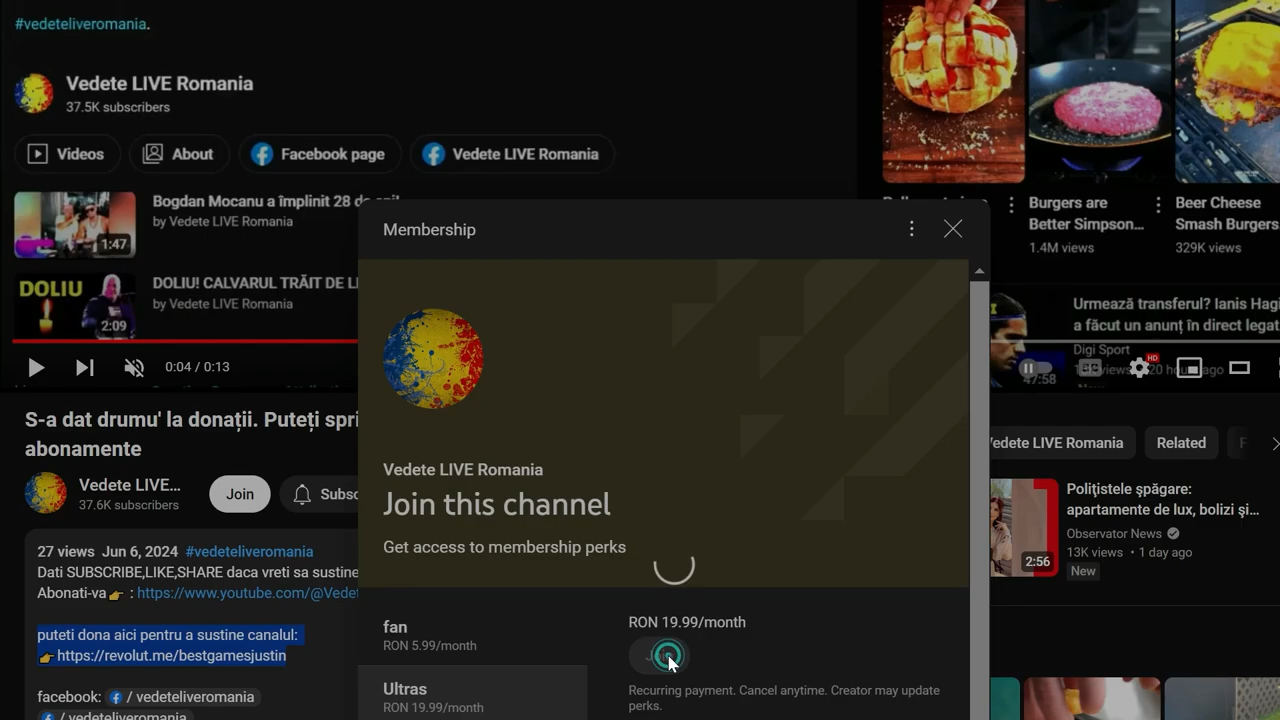 #vedeteliveromania.
Vedete LIVE Romania
37.5K subscribers
Videos
About
Facebook page
Vedete LIVE Romania
Bogdan Mocanu a împlinit 28 de
by Vedete LIVE Romania
1:47
DOLIU! CALVARUL TRĂIT DE
by Vedete LIVE Romania
DOLIU
2:09
0:04 / 0:13
S-a dat drumu' la donații. Puteți spri
abonamente
Vedete LIVE...
37.6K subscribers
Join
Subsc
27 views Jun 6, 2024 #vedeteliveromania
Dati SUBSCRIBE,LIKE,SHARE daca vreti sa sustine
Abonati-va👉 : https://www.youtube.com/@Vedet
puteti dona aici pentru a sustine canalul:
👉https://revolut.me/bestgamesjustin
facebook: / vedeteliveromania
/ vedeteliveromania
Membership
Vedete LIVE Romania
Join this channel
Get access to membership perks
fan
RON 5.99/month
Ultras
RON 19.99/month
RON 19.99/month
Recurring payment. Cancel anytime. Creator may update
perks.
Burgers are
Better Simpson...
1.4M views
Beer Cheese
Smash Burgers
329K views
Urmează transferul? Ianis Hagi
a făcut un anunț în direct legat
Digi Sport
20 hours ago
HD
47:58
Vedete LIVE Romania
Related
Polițistele șpăgare:
apartamente de lux, bolizi și...
Observator News
13K views • 1 day ago
New
2:56